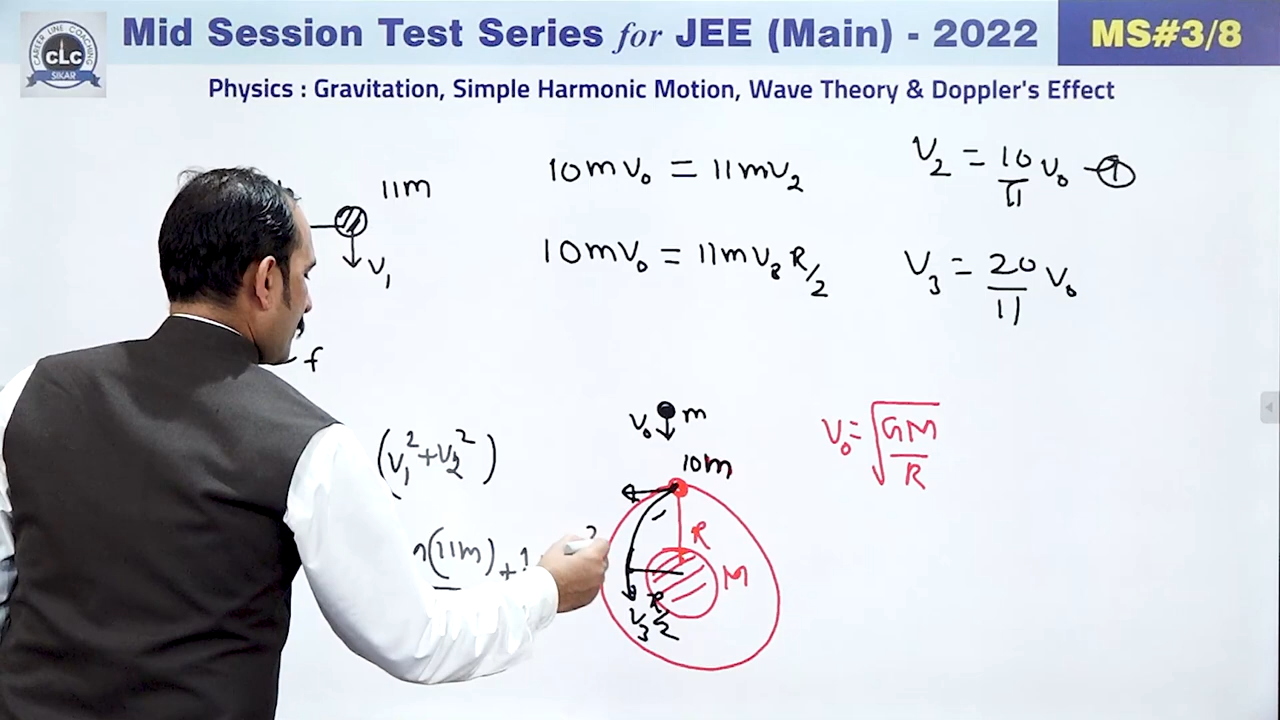 CAREER LINE COACHING
CLC
SIKAR
Mid Session Test Series for JEE (Main) - 2022
MS#3/8
Physics : Gravitation, Simple Harmonic Motion, Wave Theory & Doppler's Effect
11m
V₁
f
10mV₀ = 11mV₂
V₂ = 10/11 V₀ -①
10mV₀ = 11mV₃ R/2
V₃ = 20/11 V₀
(V₁² + V₂²)
(11m) + 1
V₀ m
10m
R
M
R/2
V₃
V₀ = √GM/R